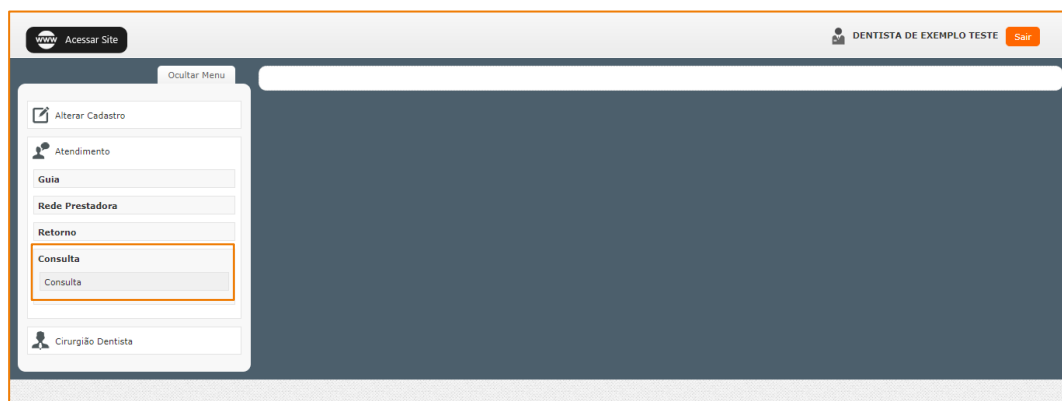 www Acessar Site
DENTISTA DE EXEMPLO TESTE Sair
Ocultar Menu
Alterar Cadastro
Atendimento
Guia
Rede Prestadora
Retorno
Consulta
Consulta
Cirurgião Dentista